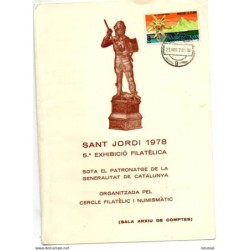 SANT JORDI 1978
5.ª EXHIBICIÓ FILATÈLICA
SOTA EL PATRONATGE DE LA
GENERALITAT DE CATALUNYA
ORGANITZADA PEL
CERCLE FILATÈLIC I NUMISMÀTIC
(SALA ARXIU DE COMPTES)